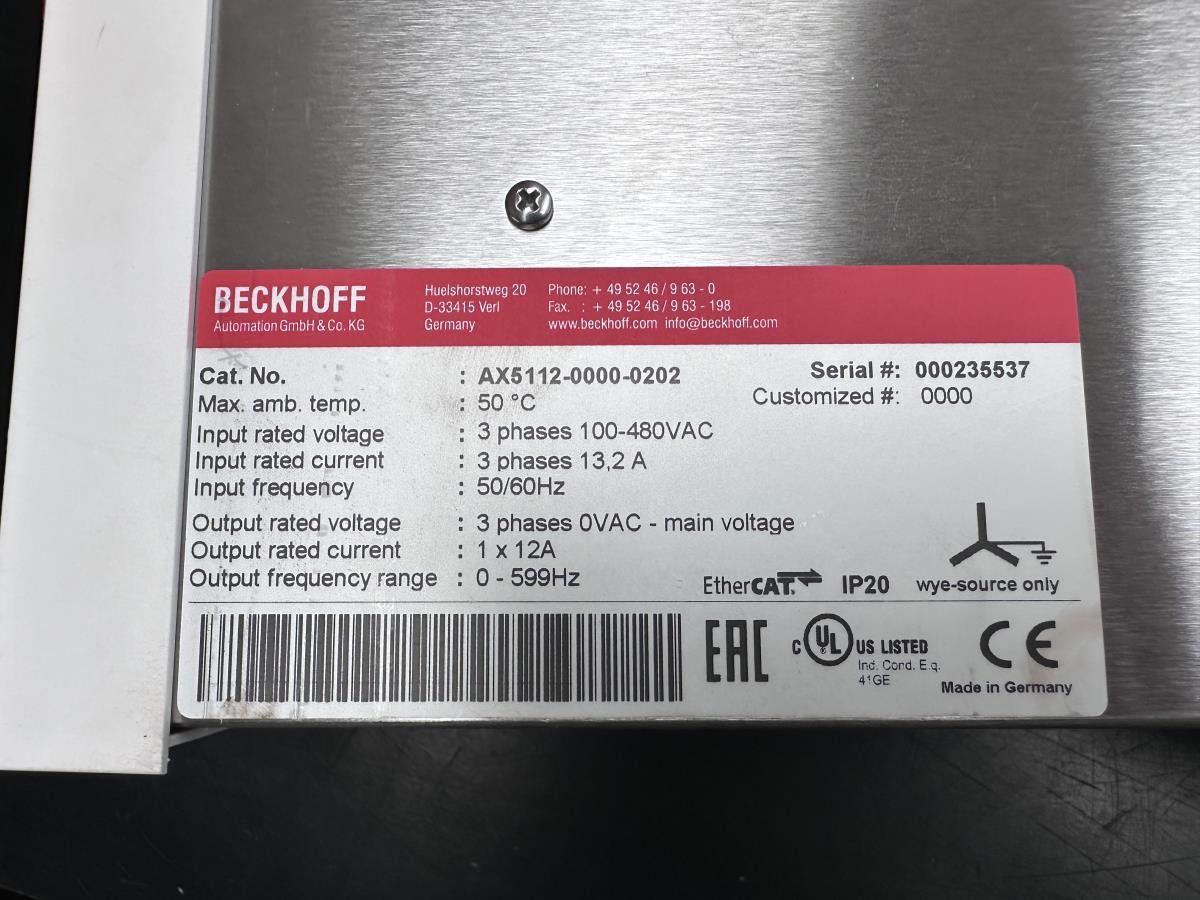 BECKHOFF
Automation GmbH & Co. KG
Huelshorstweg 20
D-33415 Verl
Germany
Phone: + 49 52 46 / 9 63 - 0
Fax. : + 49 52 46 / 9 63 - 198
www.beckhoff.com info@beckhoff.com
Cat. No. : AX5112-0000-0202
Serial #: 000235537
Max. amb. temp. : 50 °C
Customized #: 0000
Input rated voltage : 3 phases 100-480VAC
Input rated current : 3 phases 13,2 A
Input frequency : 50/60Hz
Output rated voltage : 3 phases 0VAC - main voltage
Output rated current : 1 x 12A
Output frequency range : 0 - 599Hz
EtherCAT. IP20 wye-source only
EAC
C UL US LISTED
Ind. Cond. E.q.
41GE
CE
Made in Germany